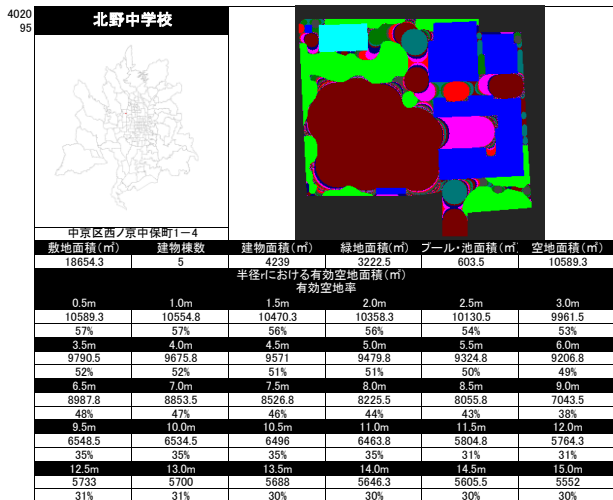 4020
95
北野中学校
中京区西ノ京中保町1-4
敷地面積(㎡) 建物棟数 建物面積(㎡) 緑地面積(㎡) プール・池面積(㎡) 空地面積(㎡)
18654.3 5 4239 3222.5 603.5 10589.3
半径rにおける有効空地面積(㎡)
有効空地率
0.5m 1.0m 1.5m 2.0m 2.5m 3.0m
10589.3 10554.8 10470.3 10358.3 10130.5 9961.5
57% 57% 56% 56% 54% 53%
3.5m 4.0m 4.5m 5.0m 5.5m 6.0m
9790.5 9675.8 9571 9479.8 9324.8 9206.8
52% 52% 51% 51% 50% 49%
6.5m 7.0m 7.5m 8.0m 8.5m 9.0m
8987.8 8853.5 8526.8 8225.5 8055.8 7043.5
48% 47% 46% 44% 43% 38%
9.5m 10.0m 10.5m 11.0m 11.5m 12.0m
6548.5 6534.5 6496 6463.8 5804.8 5764.3
35% 35% 35% 35% 31% 31%
12.5m 13.0m 13.5m 14.0m 14.5m 15.0m
5733 5700 5688 5646.3 5605.5 5552
31% 31% 30% 30% 30% 30%